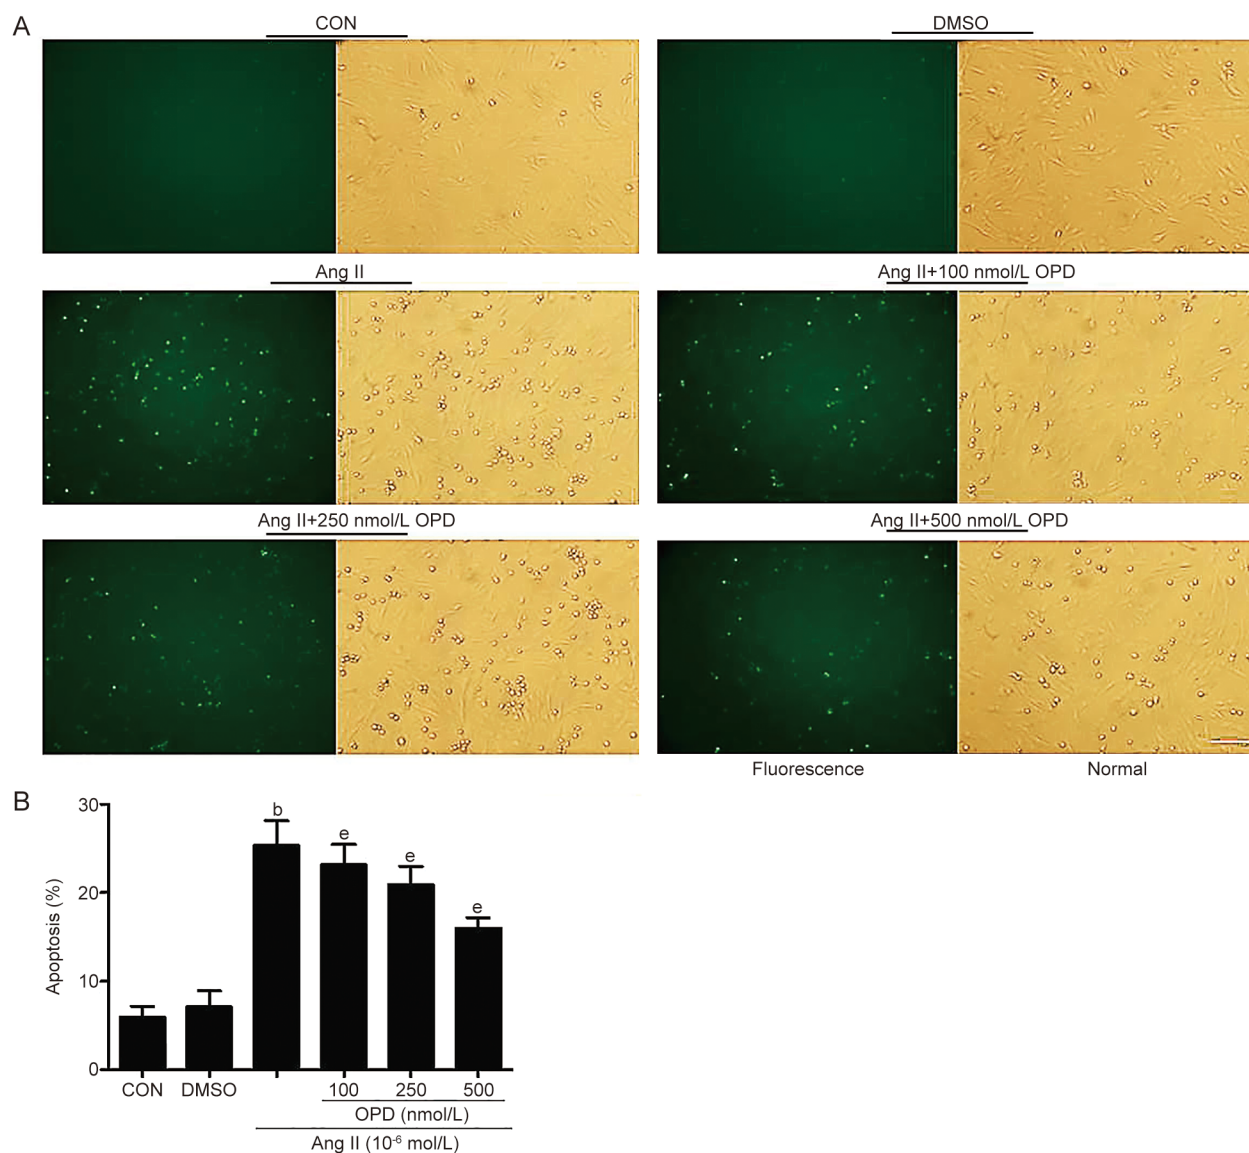 A
CON
DMSO
Ang II
Ang II+100 nmol/L OPD
Ang II+250 nmol/L OPD
Ang II+500 nmol/L OPD
Fluorescence
Normal
B
Apoptosis (%)
30
20
10
0
b
e
e
e
CON
DMSO
100
250
500
OPD (nmol/L)
Ang II (10⁻⁶ mol/L)